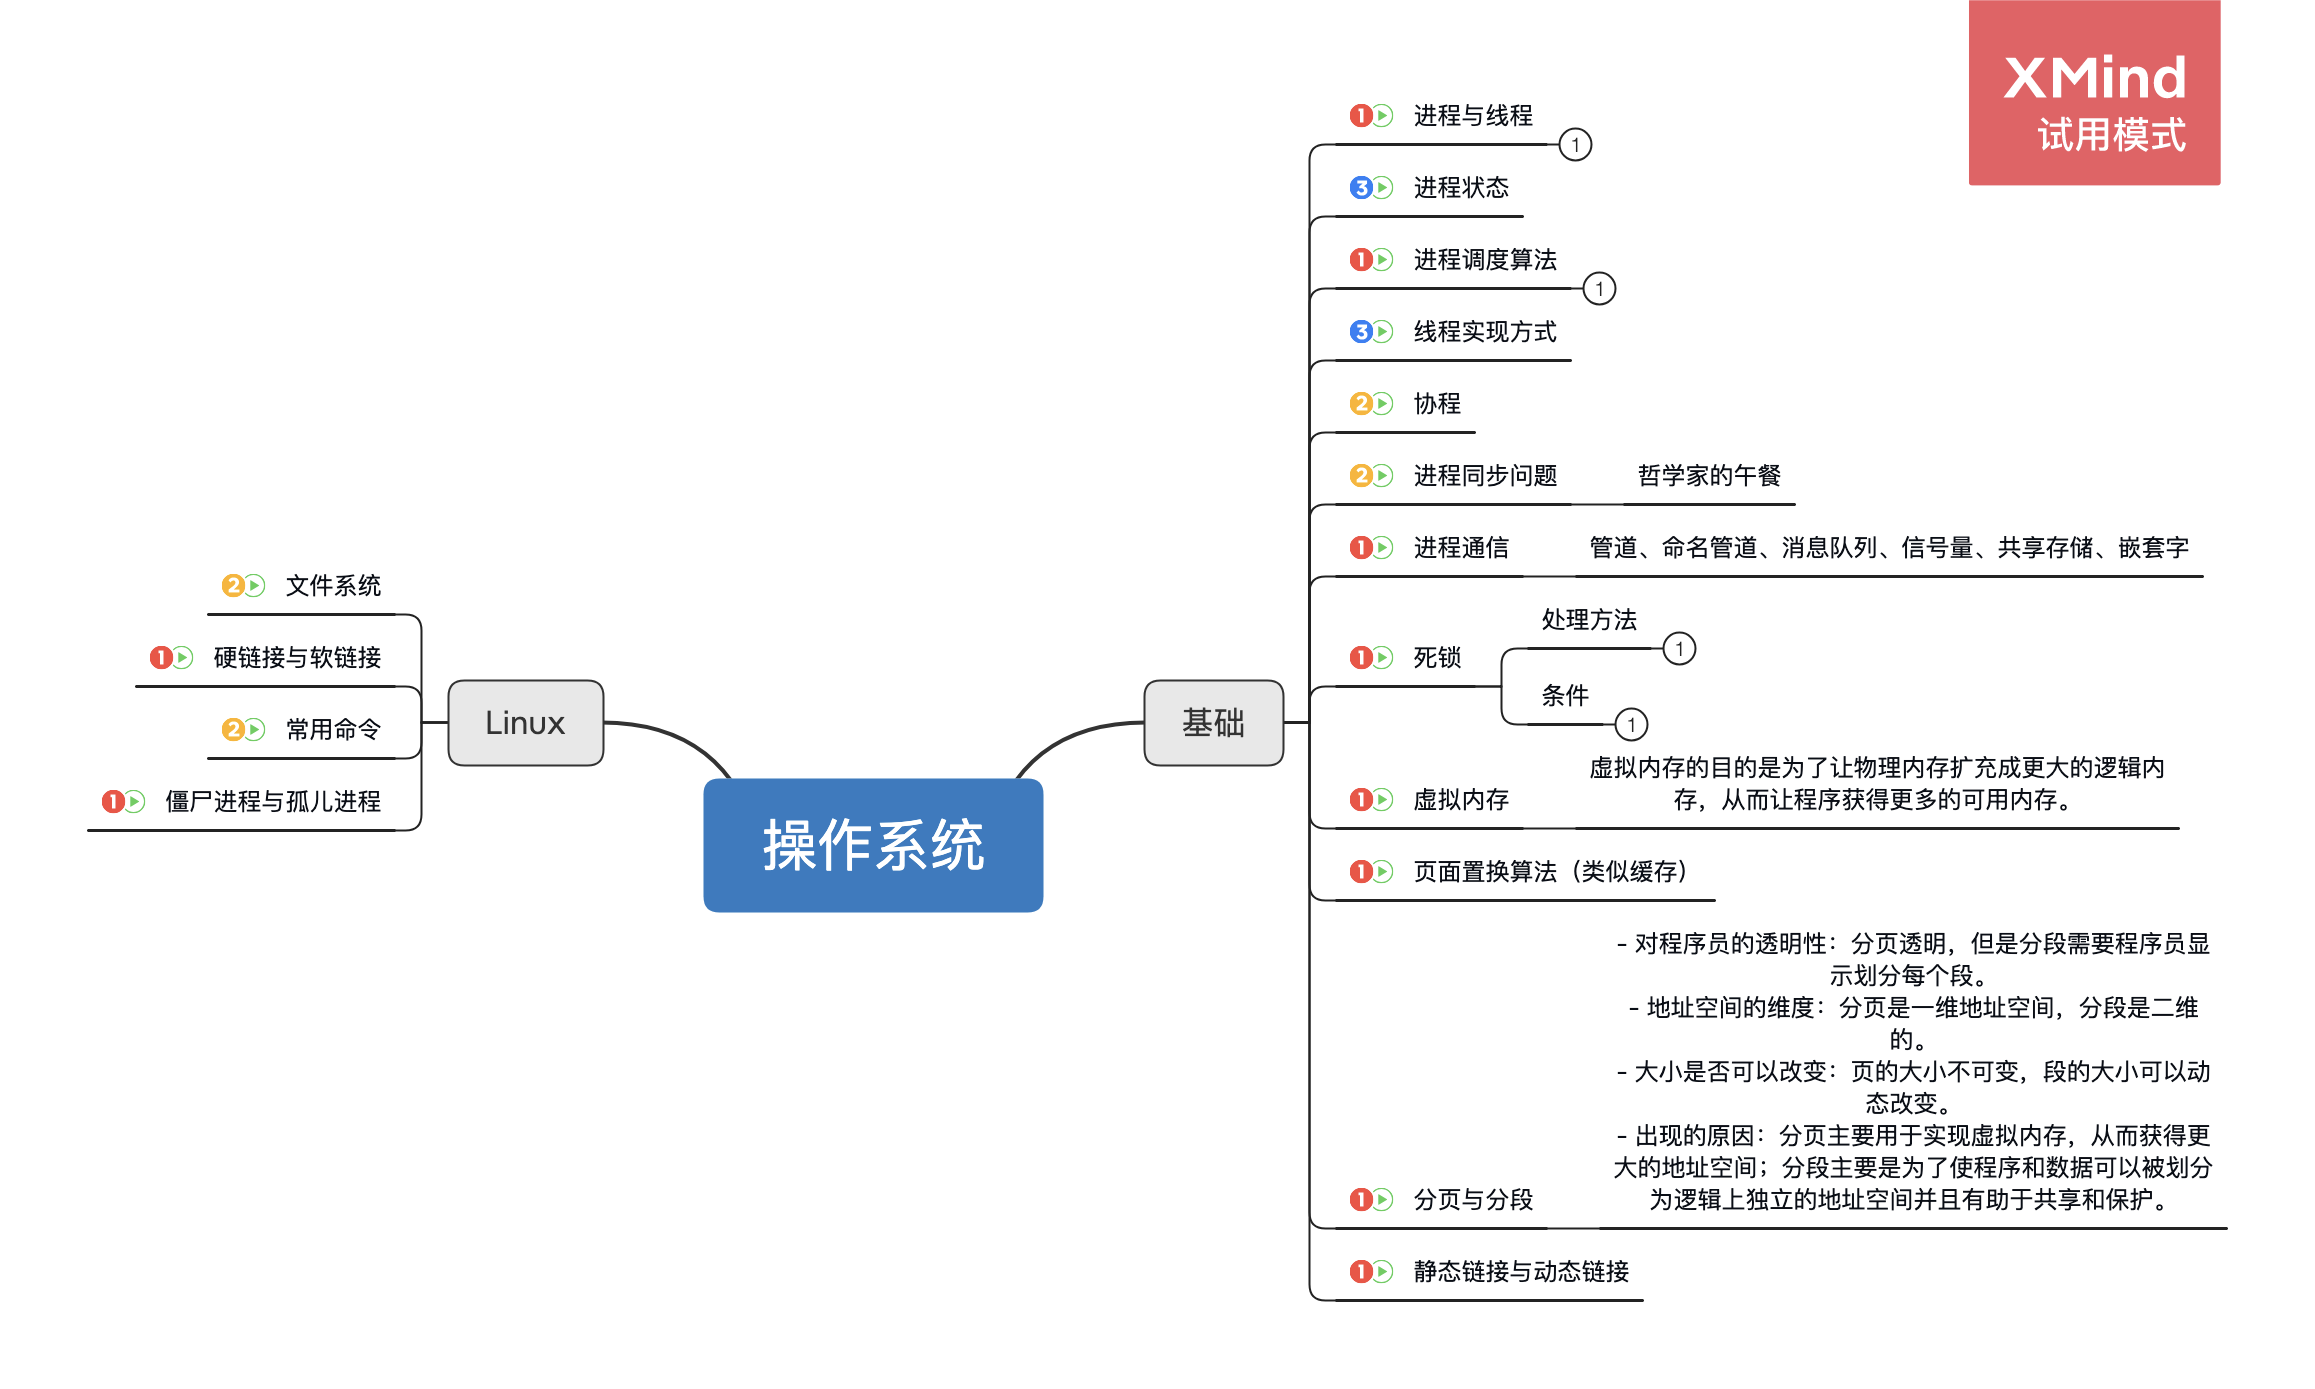 XMind
试用模式
1 进程与线程
1
3 进程状态
1 进程调度算法
1
3 线程实现方式
2 协程
2 进程同步问题
哲学家的午餐
1 进程通信
管道、命名管道、消息队列、信号量、共享存储、嵌套字
1 死锁
处理方法
1
条件
1
1 虚拟内存
虚拟内存的目的是为了让物理内存扩充成更大的逻辑内
存，从而让程序获得更多的可用内存。
1 页面置换算法（类似缓存）
- 对程序员的透明性：分页透明，但是分段需要程序员显
示划分每个段。
- 地址空间的维度：分页是一维地址空间，分段是二维
的。
- 大小是否可以改变：页的大小不可变，段的大小可以动
态改变。
- 出现的原因：分页主要用于实现虚拟内存，从而获得更
大的地址空间；分段主要是为了使程序和数据可以被划分
为逻辑上独立的地址空间并且有助于共享和保护。
1 分页与分段
1 静态链接与动态链接
基础
操作系统
Linux
2 文件系统
1 硬链接与软链接
2 常用命令
1 僵尸进程与孤儿进程